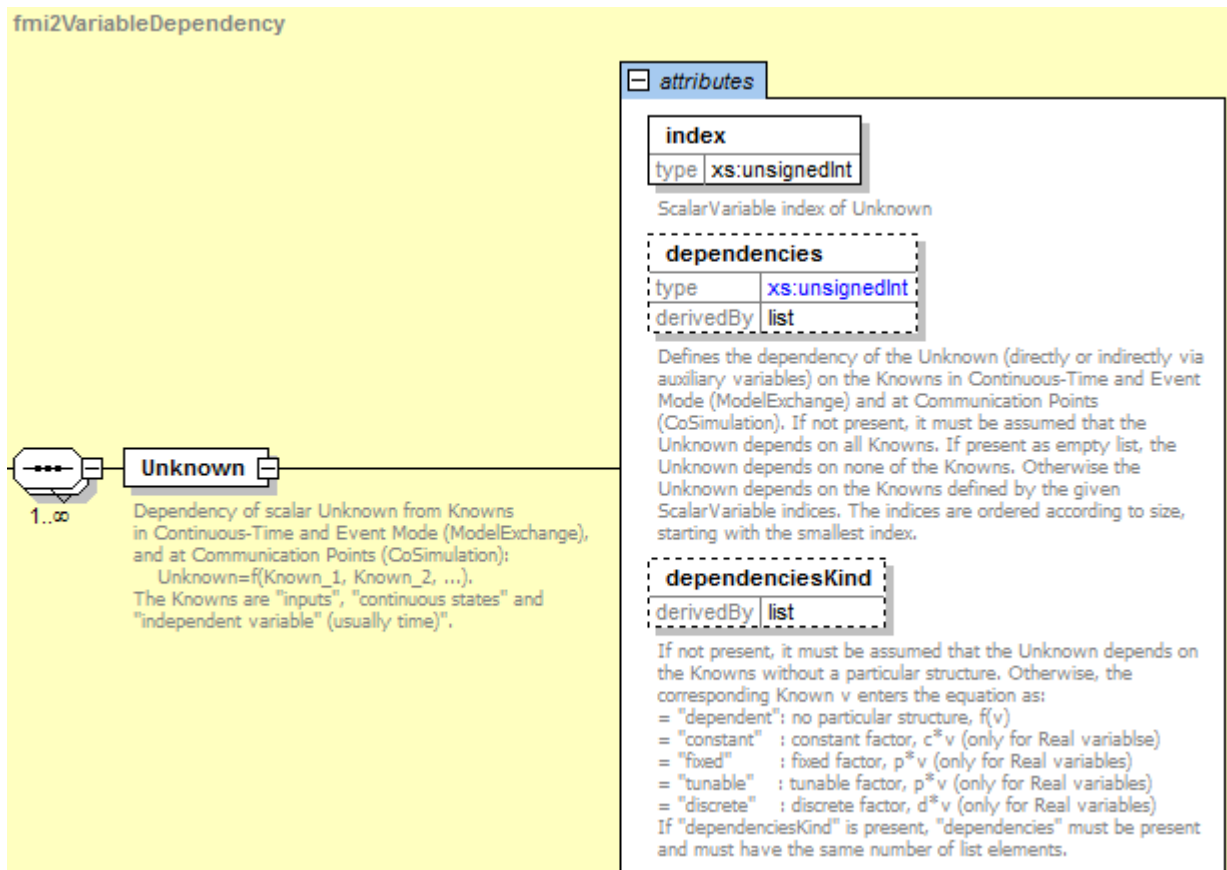 fmi2VariableDependency
attributes
index
type xs:unsignedInt
ScalarVariable index of Unknown
dependencies
type xs:unsignedInt
derivedBy list
Defines the dependency of the Unknown (directly or indirectly via
auxiliary variables) on the Knowns in Continuous-Time and Event
Mode (ModelExchange) and at Communication Points
(CoSimulation). If not present, it must be assumed that the
Unknown depends on all Knowns. If present as empty list, the
Unknown depends on none of the Knowns. Otherwise the
Unknown depends on the Knowns defined by the given
ScalarVariable indices. The indices are ordered according to size,
starting with the smallest index.
Unknown
1..∞
Dependency of scalar Unknown from Knowns
in Continuous-Time and Event Mode (ModelExchange),
and at Communication Points (CoSimulation):
Unknown=f(Known_1, Known_2, ...).
The Knowns are "inputs", "continuous states" and
"independent variable" (usually time)".
dependenciesKind
derivedBy list
If not present, it must be assumed that the Unknown depends on
the Knowns without a particular structure. Otherwise, the
corresponding Known v enters the equation as:
= "dependent": no particular structure, f(v)
= "constant" : constant factor, c*v (only for Real variablse)
= "fixed" : fixed factor, p*v (only for Real variables)
= "tunable" : tunable factor, p*v (only for Real variables)
= "discrete" : discrete factor, d*v (only for Real variables)
If "dependenciesKind" is present, "dependencies" must be present
and must have the same number of list elements.